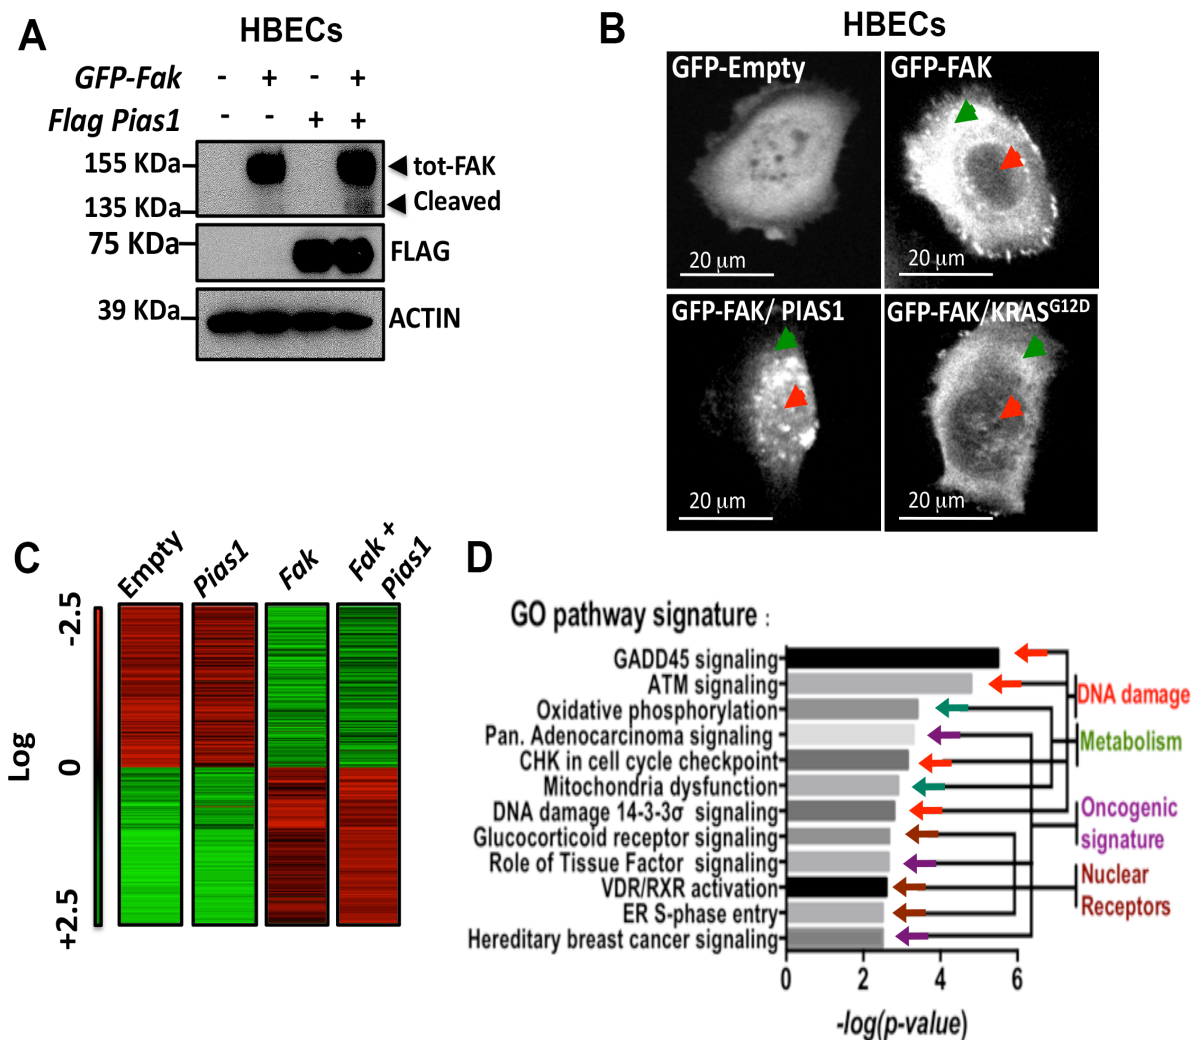 A
HBECs
GFP-Fak - + - +
Flag Pias1 - - + +
155 KDa
tot-FAK
135 KDa
Cleaved
75 KDa
FLAG
39 KDa
ACTIN
B
HBECs
GFP-Empty
GFP-FAK
20 μm
20 μm
GFP-FAK/ PIAS1
GFP-FAK/KRASG12D
20 μm
20 μm
C
Empty
Pias1
Fak
Fak +
Pias1
-2.5
0
+2.5
Log
D
GO pathway signature :
GADD45 signaling
ATM signaling
Oxidative phosphorylation
Pan. Adenocarcinoma signaling
CHK in cell cycle checkpoint
Mitochondria dysfunction
DNA damage 14-3-3σ signaling
Glucocorticoid receptor signaling
Role of Tissue Factor signaling
VDR/RXR activation
ER S-phase entry
Hereditary breast cancer signaling
DNA damage
Metabolism
Oncogenic
signature
Nuclear
Receptors
0 2 4 6
-log(p-value)